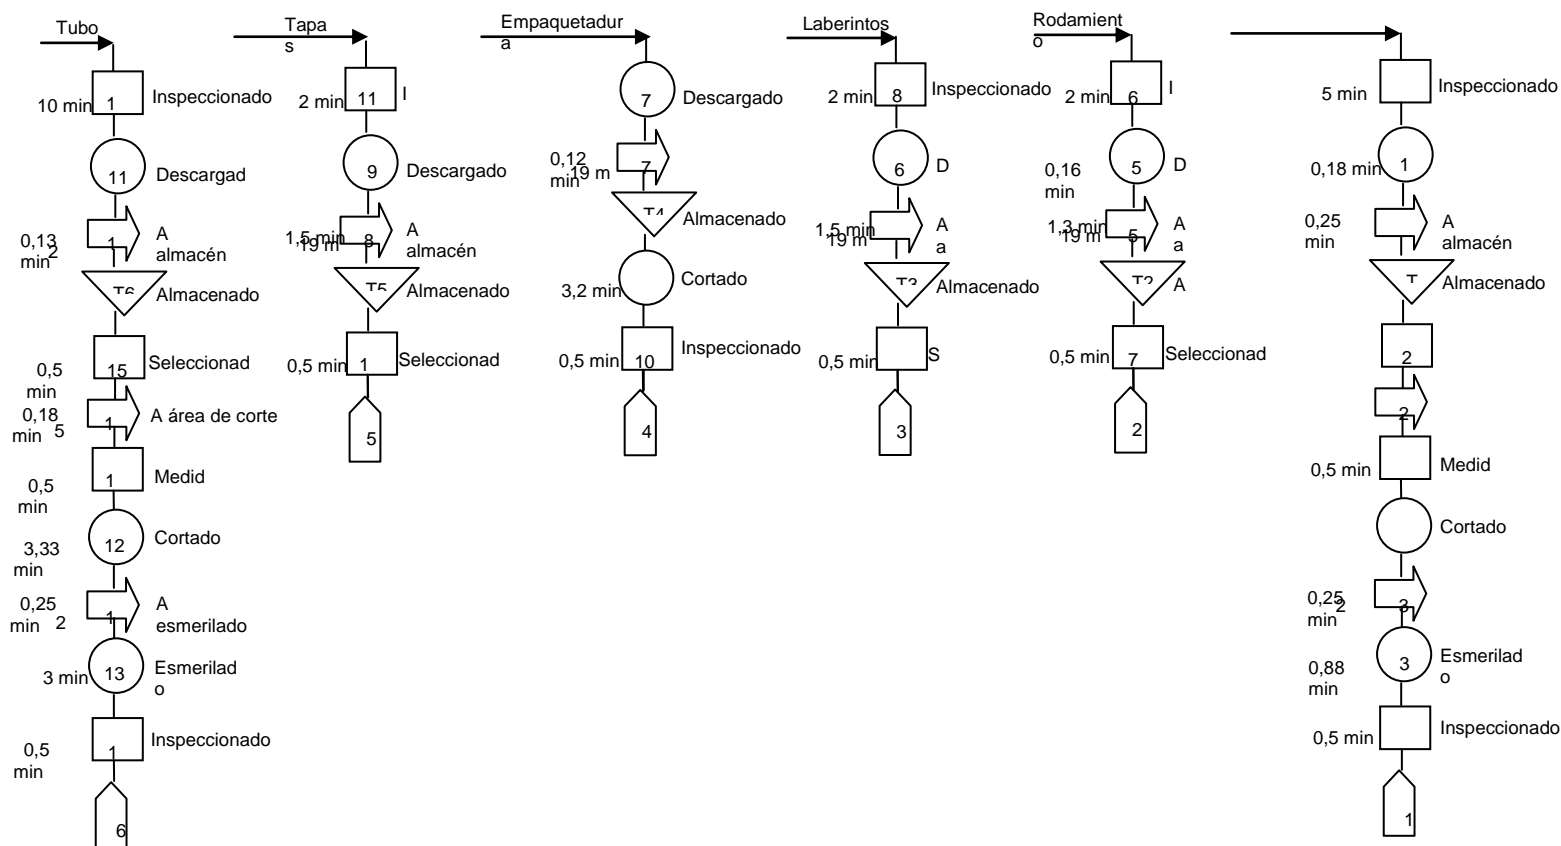 Tubo
10 min
1
Inspeccionado
11
Descargad
0,13
min
2
1
A
almacén
T6
Almacenado
0,5
min
15
Seleccionad
0,18
min
5
1
A área de corte
0,5
min
1
Medid
3,33
min
12
Cortado
0,25
min
2
1
A
esmerilado
3 min
13
Esmerilad
o
0,5
min
1
Inspeccionado
6
Tapa
s
2 min
11
I
9
Descargado
1,5 min
19 m
8
A
almacén
T5
Almacenado
0,5 min
1
Seleccionad
5
Empaquetadur
a
7
Descargado
0,12
min
19 m
7
T4
Almacenado
3,2 min
Cortado
0,5 min
10
Inspeccionado
4
Laberintos
2 min
8
Inspeccionado
6
D
1,5 min
19 m
A
a
T3
Almacenado
0,5 min
S
3
Rodamient
o
2 min
6
I
0,16
min
5
D
1,3 min
19 m
5
A
a
T2
A
0,5 min
7
Seleccionad
2
5 min
Inspeccionado
0,18 min
1
0,25
min
A
almacén
T
Almacenado
2
2
0,5 min
Medid
Cortado
0,25
min
2
3
0,88
min
3
Esmerilad
o
0,5 min
Inspeccionado
1